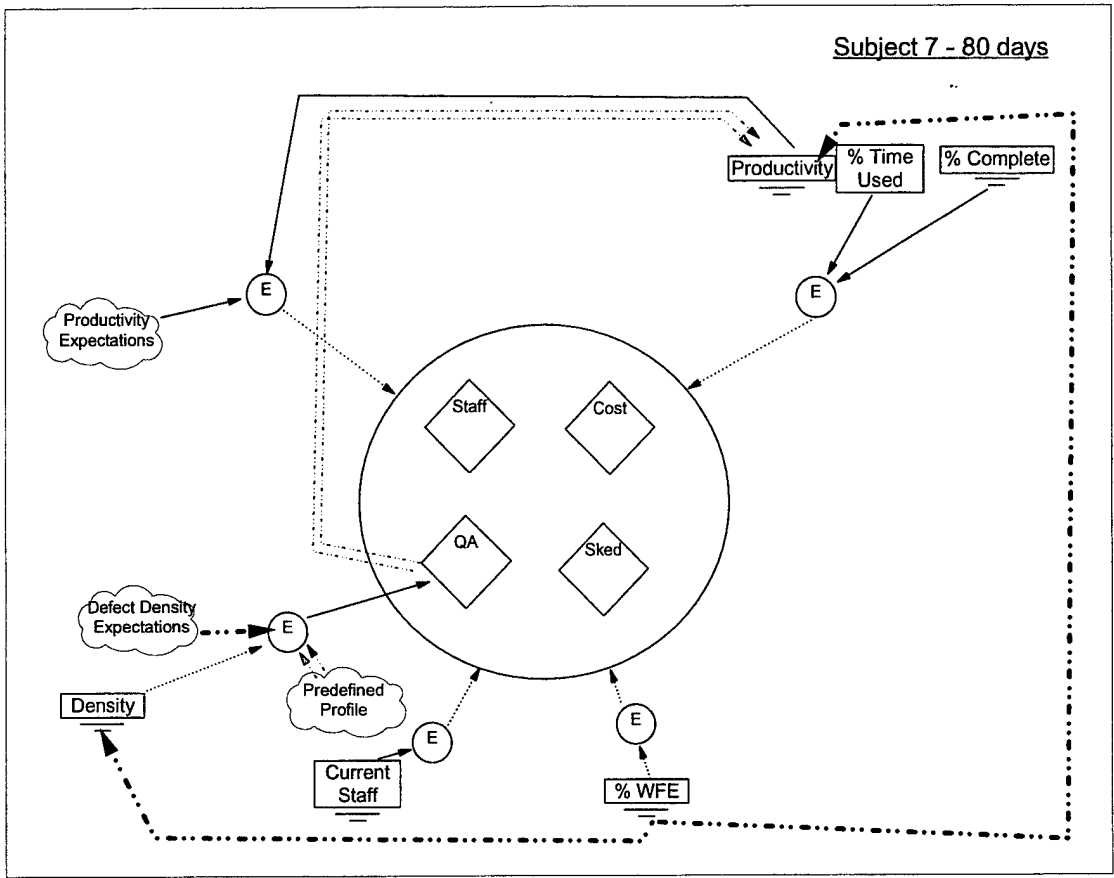 Subject 7 - 80 days
Productivity
% Time
Used
% Complete
E
E
Productivity
Expectations
Staff
Cost
QA
Sked
Defect Density
Expectations
E
Predefined
Profile
Density
E
E
Current
Staff
% WFE